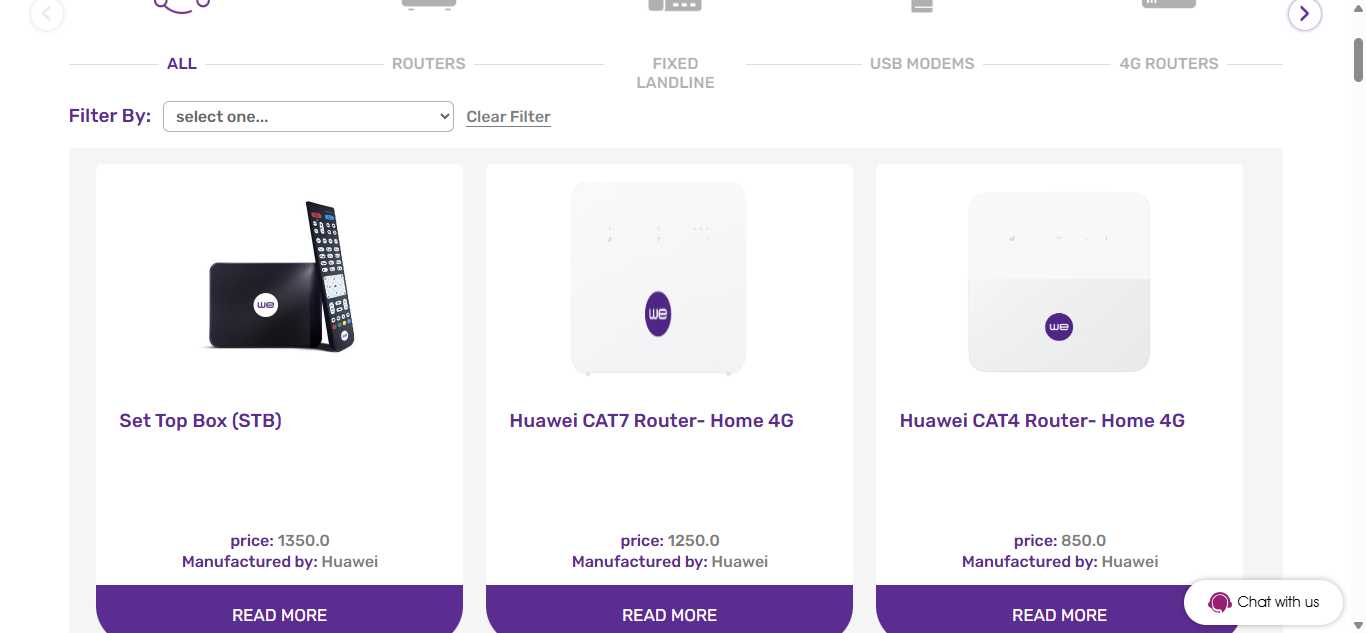 ALL
ROUTERS
FIXED
LANDLINE
USB MODEMS
4G ROUTERS
Filter By:
select one...
Clear Filter
we
we
we
Set Top Box (STB)
Huawei CAT7 Router- Home 4G
Huawei CAT4 Router- Home 4G
price: 1350.0
Manufactured by: Huawei
price: 1250.0
Manufactured by: Huawei
price: 850.0
Manufactured by: Huawei
READ MORE
READ MORE
READ MORE
Chat with us